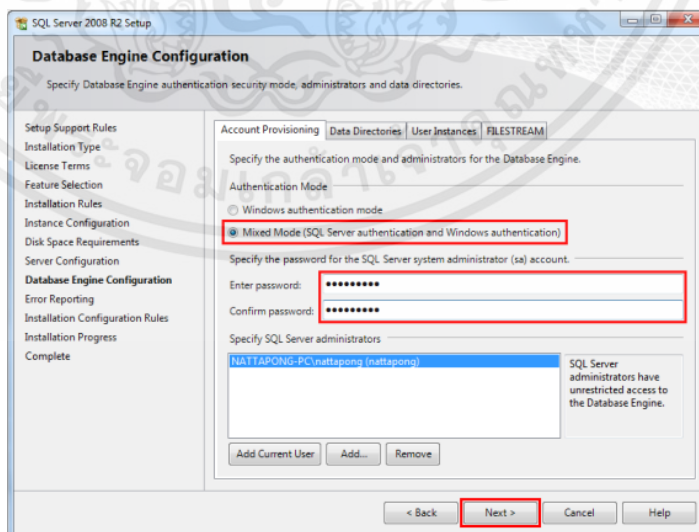 SQL Server 2008 R2 Setup
Database Engine Configuration
Specify Database Engine authentication security mode, administrators and data directories.
Setup Support Rules
Installation Type
License Terms
Feature Selection
Installation Rules
Instance Configuration
Disk Space Requirements
Server Configuration
Database Engine Configuration
Error Reporting
Installation Configuration Rules
Installation Progress
Complete
Account Provisioning
Data Directories
User Instances
FILESTREAM
Specify the authentication mode and administrators for the Database Engine.
Authentication Mode
Windows authentication mode
Mixed Mode (SQL Server authentication and Windows authentication)
Specify the password for the SQL Server system administrator (sa) account.
Enter password: ●●●●●●●●●
Confirm password: ●●●●●●●●●
Specify SQL Server administrators
NATTAPONG-PC\nattapong (nattapong)
SQL Server
administrators have
unrestricted access to
the Database Engine.
Add Current User
Add...
Remove
< Back
Next >
Cancel
Help